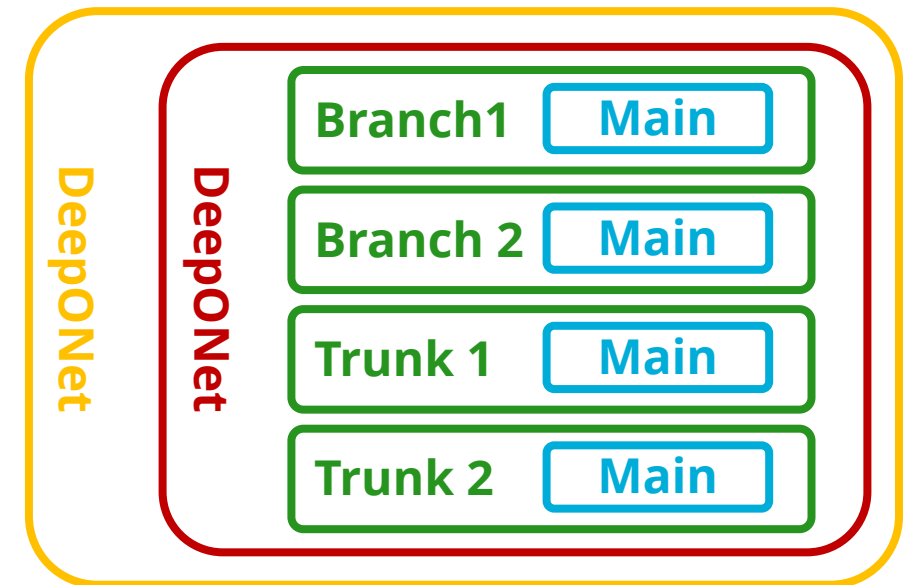 DeepONet
DeepONet
Branch1
Main
Branch 2
Main
Trunk 1
Main
Trunk 2
Main